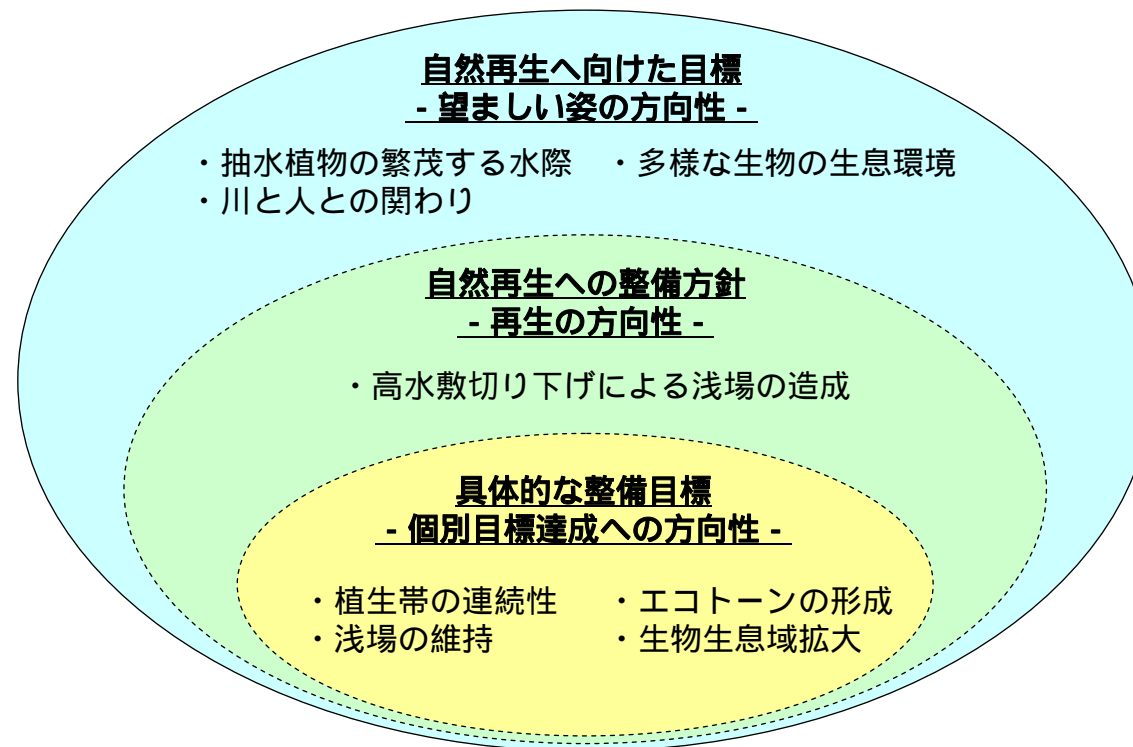 自然再生へ向けた目標
- 望ましい姿の方向性 -
・抽水植物の繁茂する水際　・多様な生物の生息環境
・川と人との関わり
自然再生への整備方針
- 再生の方向性 -
・高水敷切り下げによる浅場の造成
具体的な整備目標
- 個別目標達成への方向性 -
・植生帯の連続性　・エコトーンの形成
・浅場の維持　・生物生息域拡大